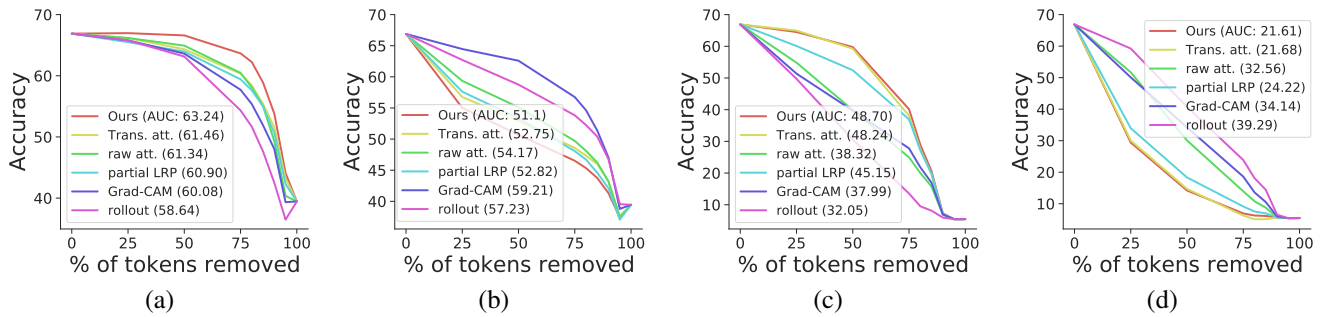 70
60
50
40
Accuracy
Ours (AUC: 63.24)
Trans. att. (61.46)
raw att. (61.34)
partial LRP (60.90)
Grad-CAM (60.08)
rollout (58.64)
0 25 50 75 100
% of tokens removed
(a)
70
65
60
55
50
45
40
Accuracy
Ours (AUC: 51.1)
Trans. att. (52.75)
raw att. (54.17)
partial LRP (52.82)
Grad-CAM (59.21)
rollout (57.23)
0 25 50 75 100
% of tokens removed
(b)
70
60
50
40
30
20
10
Accuracy
Ours (AUC: 48.70)
Trans. att. (48.24)
raw att. (38.32)
partial LRP (45.15)
Grad-CAM (37.99)
rollout (32.05)
0 25 50 75 100
% of tokens removed
(c)
70
60
50
40
30
20
10
Accuracy
Ours (AUC: 21.61)
Trans. att. (21.68)
raw att. (32.56)
partial LRP (24.22)
Grad-CAM (34.14)
rollout (39.29)
0 25 50 75 100
% of tokens removed
(d)